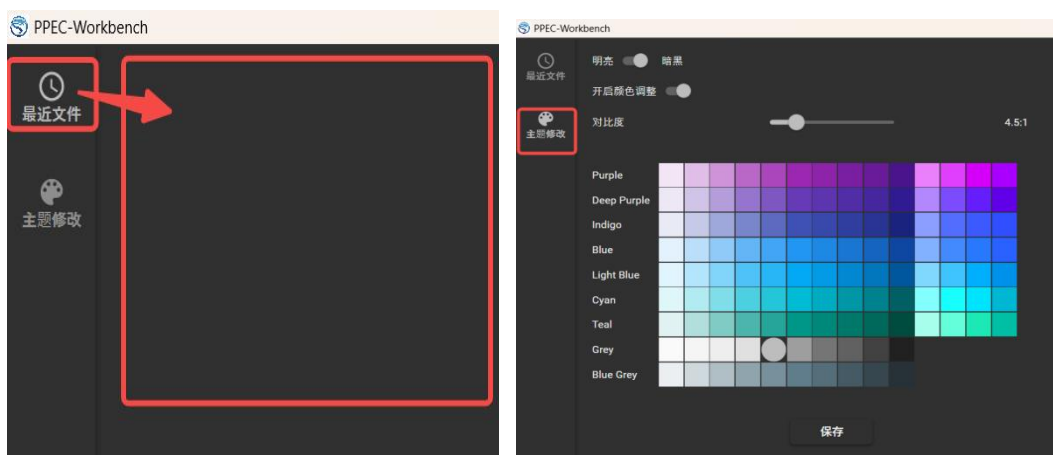 PPEC-Workbench
最近文件
主题修改
PPEC-Workbench
最近文件
主题修改
明亮 暗黑
开启颜色调整
对比度 4.5:1
Purple
Deep Purple
Indigo
Blue
Light Blue
Cyan
Teal
Grey
Blue Grey
保存